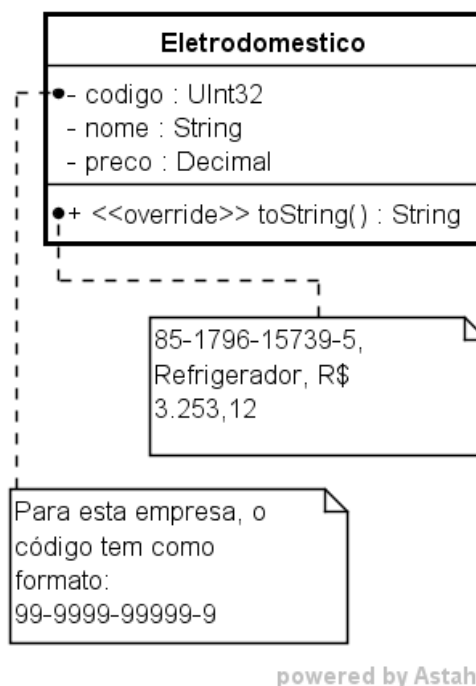 Eletrodomestico
- codigo : UInt32
- nome : String
- preco : Decimal
+ <<override>> toString() : String
85-1796-15739-5,
Refrigerador, R$
3.253,12
Para esta empresa, o
código tem como
formato:
99-9999-99999-9
powered by Astah